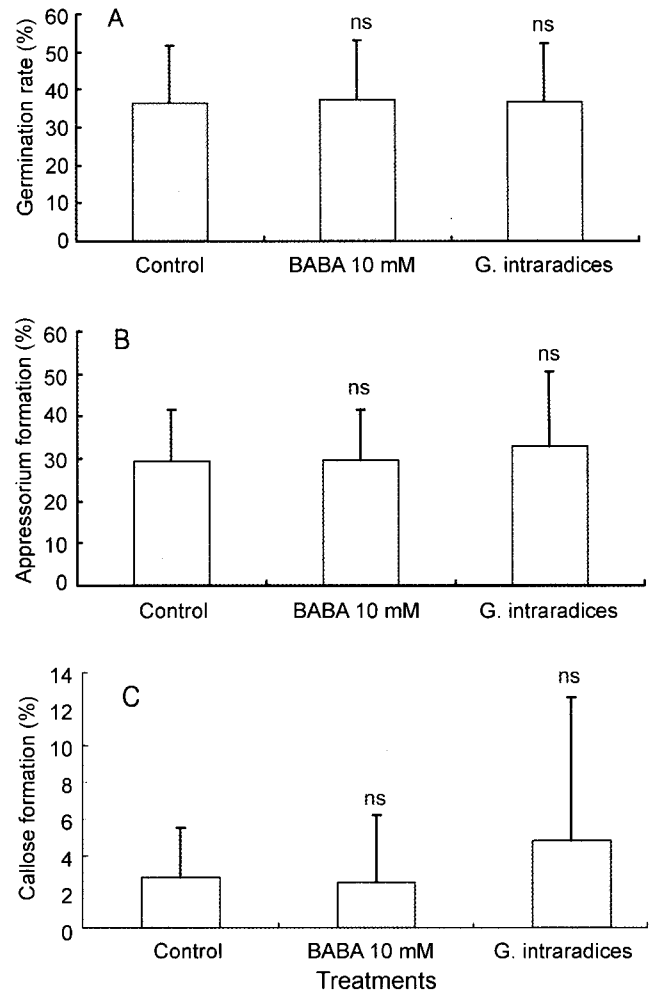 A
Germination rate (%)
60
50
40
30
20
10
0
ns
ns
Control
BABA 10 mM
G. intraradices
B
Appressorium formation (%)
60
50
40
30
20
10
0
ns
ns
Control
BABA 10 mM
G. intraradices
C
Callose formation (%)
14
12
10
8
6
4
2
0
ns
ns
Control
BABA 10 mM
G. intraradices
Treatments